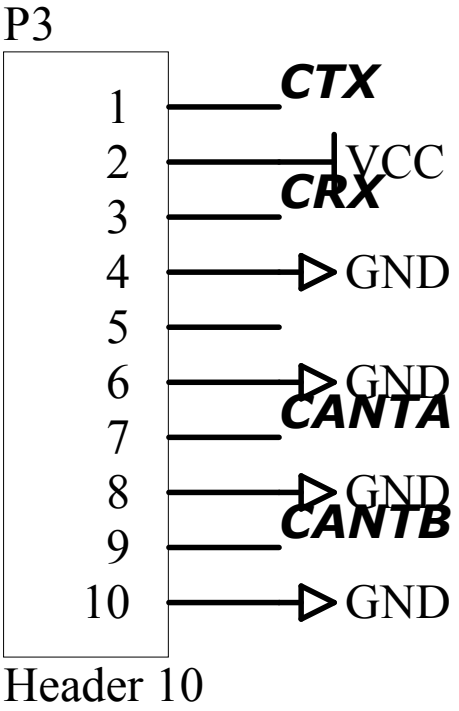 P3
CTX
1
2 VCC
CRX
3
4 GND
5
6 GND
CANTA
7
8 GND
CANTB
9
10 GND
Header 10